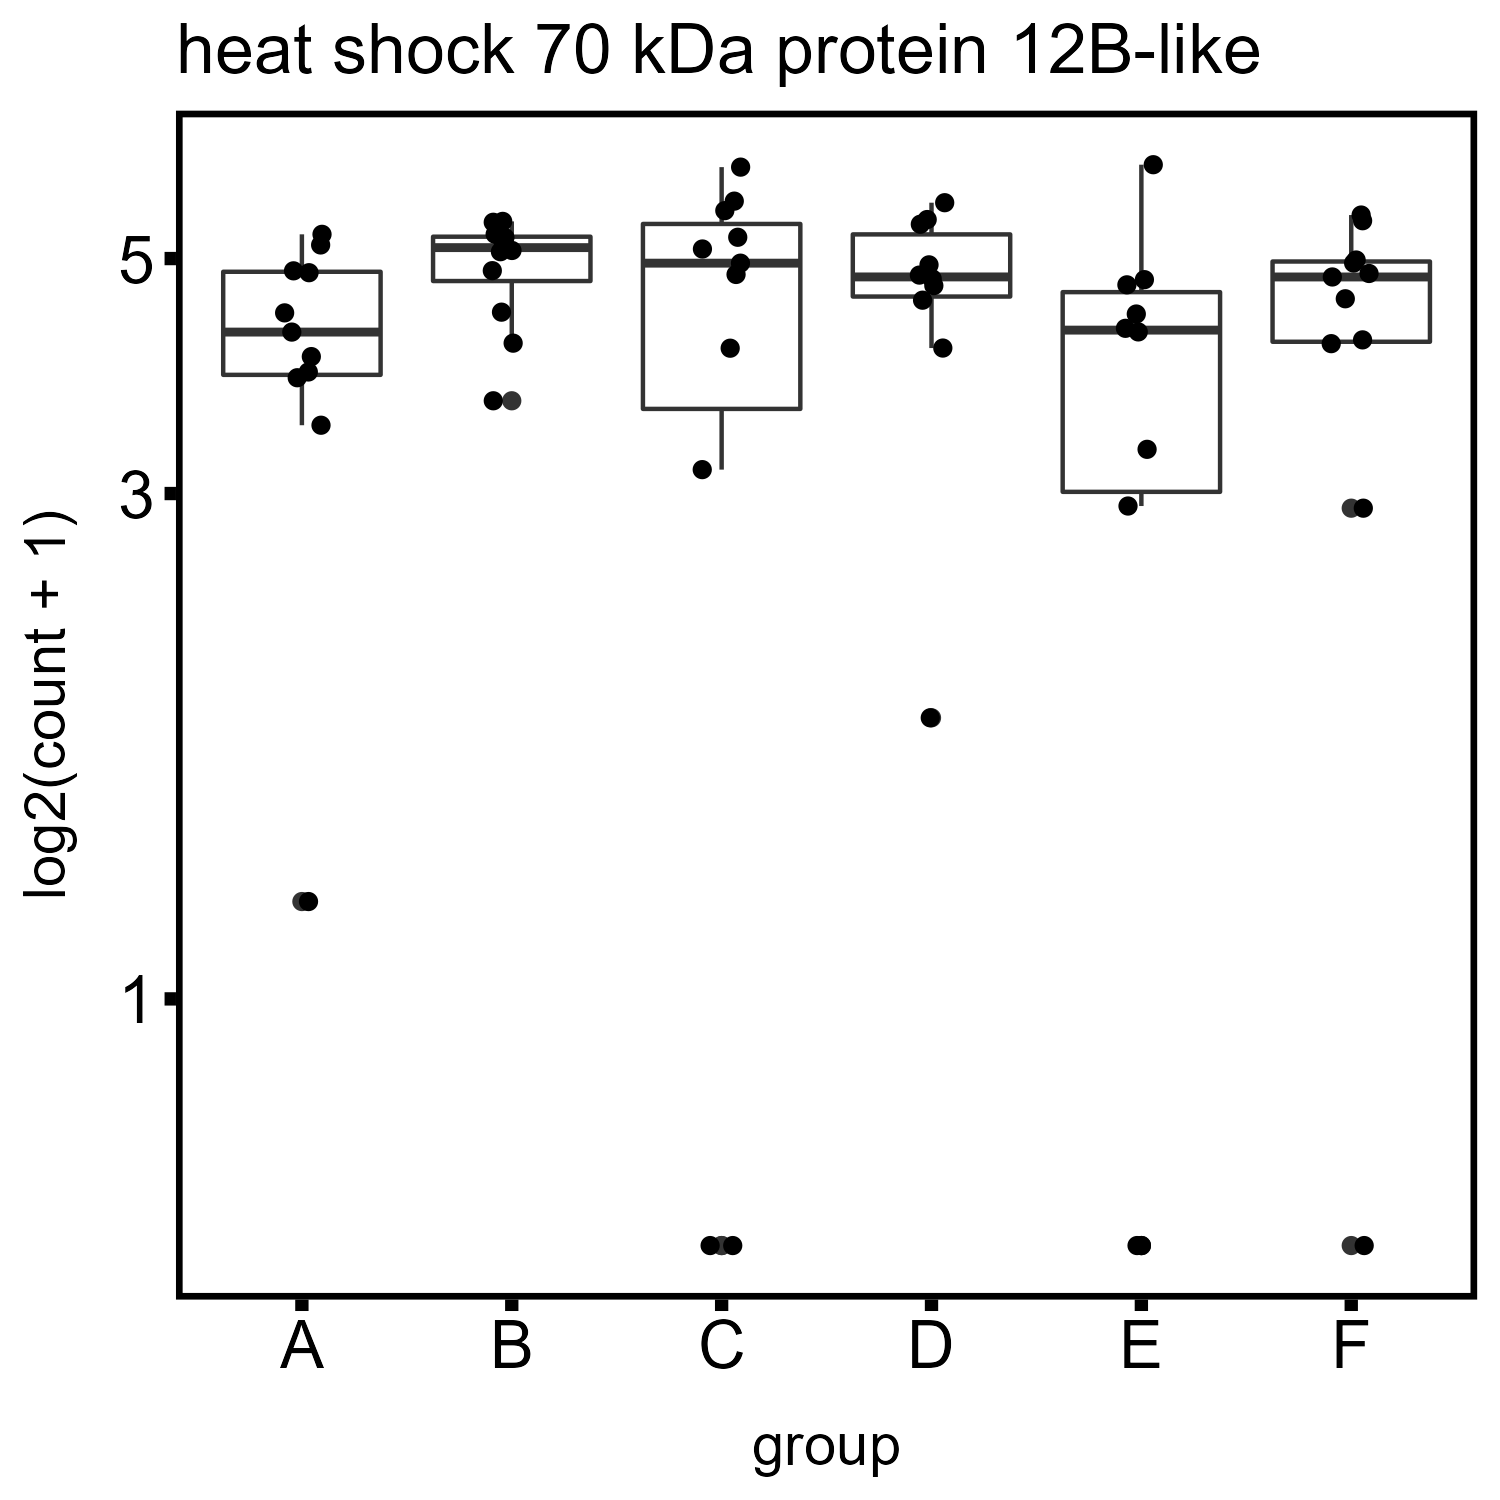 heat shock 70 kDa protein 12B-like
log2(count + 1)
5
3
1
A B C D E F
group